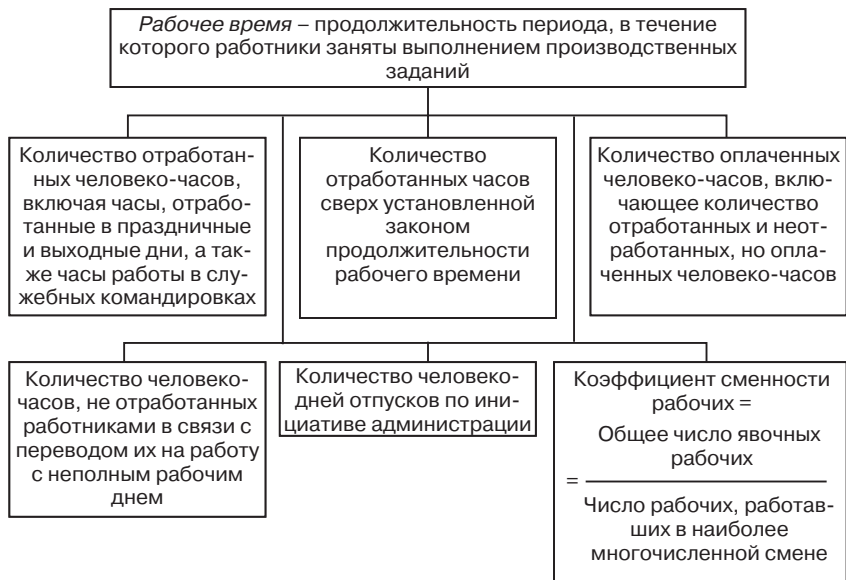 Рабочее время – продолжительность периода, в течение
которого работники заняты выполнением производственных
заданий
Количество отработан-
ных человеко-часов,
включая часы, отрабо-
танные в праздничные
и выходные дни, а так-
же часы работы в слу-
жебных командировках
Количество
отработанных часов
сверх установленной
законом
продолжительности
рабочего времени
Количество оплаченных
человеко-часов, вклю-
чающее количество
отработанных и неот-
работанных, но опла-
ченных человеко-часов
Количество человеко-
часов, не отработанных
работниками в связи с
переводом их на работу
с неполным рабочим
днем
Количество человеко-
дней отпусков по ини-
циативе администрации
Коэффициент сменности
рабочих =
Общее число явочных
рабочих
=
Число рабочих, работав-
ших в наиболее
многочисленной смене